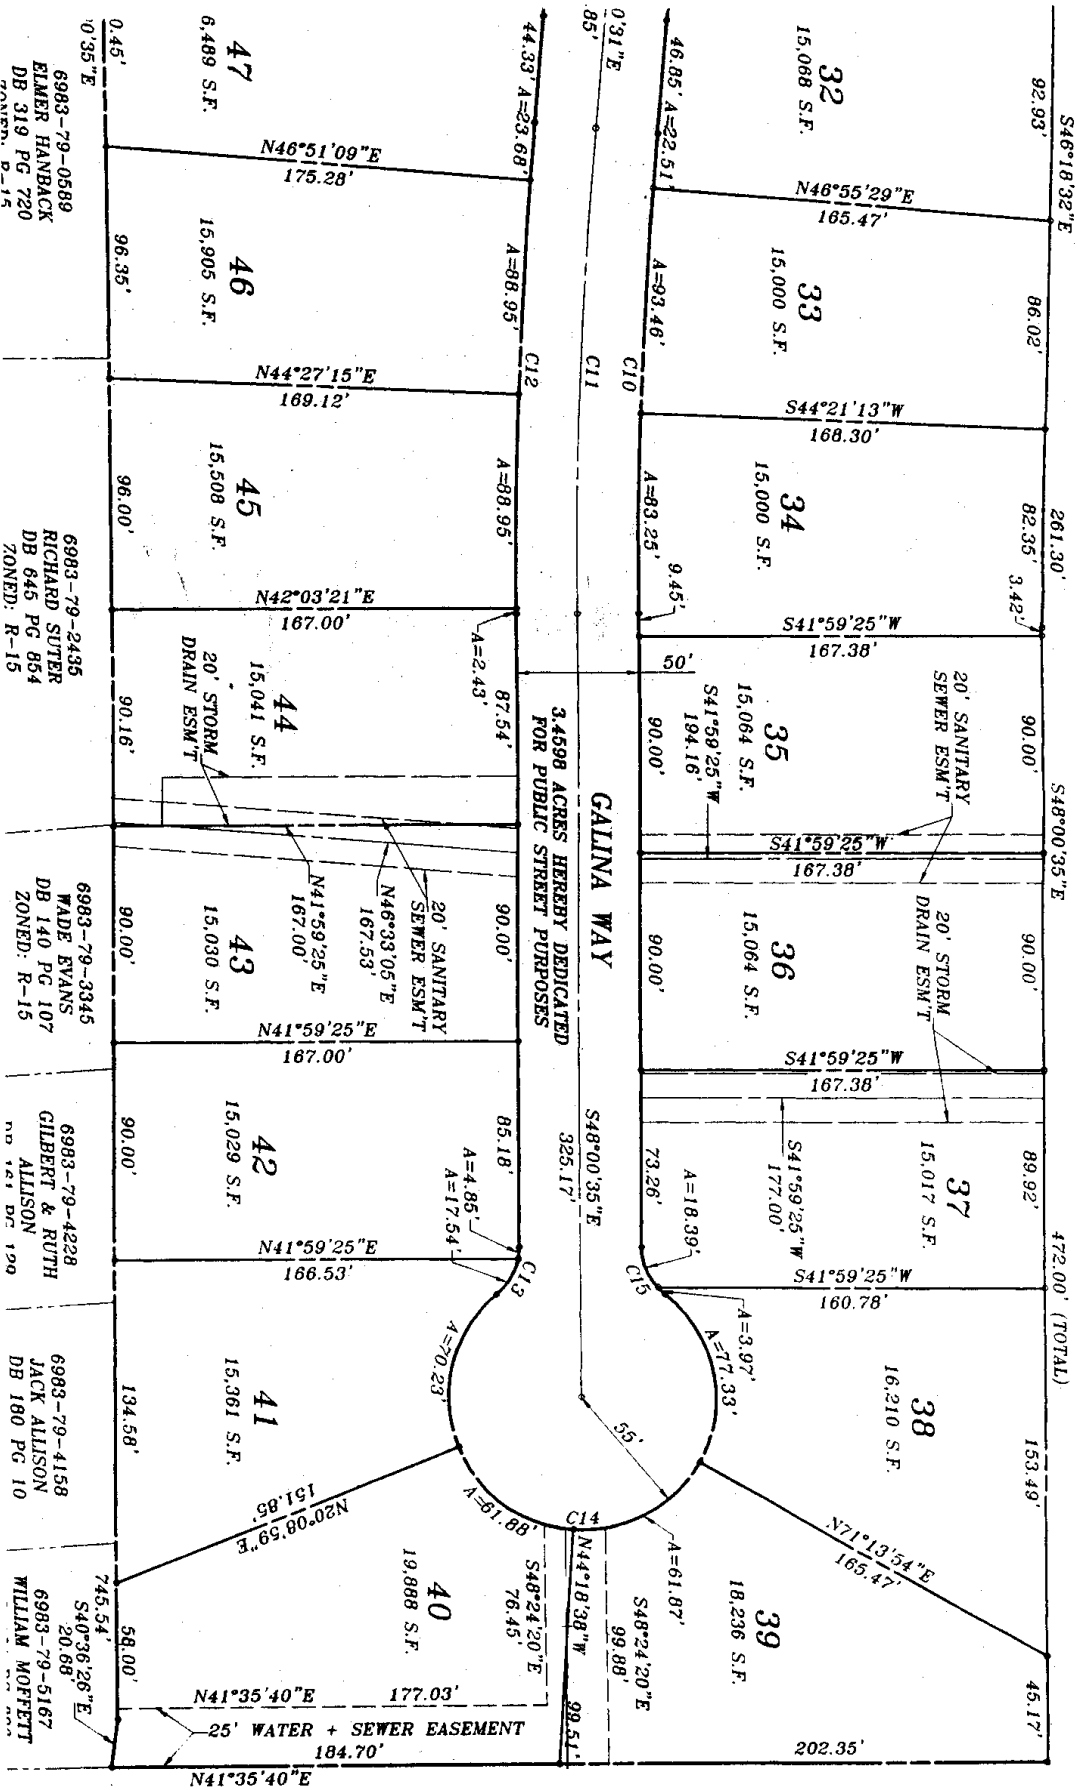 S46°18'32"E
92.93'
86.02'
261.30'
82.35'
3.42'
90.00'
S48°00'35"E
90.00'
89.92'
472.00' (TOTAL)
153.49'
45.17'
32
15,068 S.F.
N46°55'29"E
165.47'
33
15,000 S.F.
S44°21'13"W
168.30'
34
15,000 S.F.
S41°59'25"W
167.38'
20' SANITARY
SEWER ESM'T
35
15,064 S.F.
S41°59'25"W
194.16'
S41°59'25"W
167.38'
36
15,064 S.F.
20' STORM
DRAIN ESM'T
S41°59'25"W
167.38'
37
15,017 S.F.
S41°59'25"W
177.00'
S41°59'25"W
160.78'
38
16,210 S.F.
N71°13'54"E
165.47'
39
18,236 S.F.
202.35'
46.85'
A=22.51'
A=93.46'
C10
A=83.25'
9.45'
50'
90.00'
90.00'
73.26'
A=18.39'
C15
A=3.97'
A=77.33'
55'
A=61.87'
S48°24'20"E
99.88'
0'31"E
.85'
C11
GALINA WAY
3.4598 ACRES HEREBY DEDICATED
FOR PUBLIC STREET PURPOSES
S48°00'35"E
325.17'
C14
N44°18'38"W
99.51'
44.33'
A=23.68'
A=88.95'
C12
A=88.95'
A=2.43'
87.54'
90.00'
85.18'
A=4.85'
A=17.54'
C13
A=70.23'
A=61.88'
S48°24'20"E
76.45'
47
6,489 S.F.
N46°51'09"E
175.28'
46
15,905 S.F.
N44°27'15"E
169.12'
45
15,508 S.F.
N42°03'21"E
167.00'
44
15,041 S.F.
20' STORM
DRAIN ESM'T
20' SANITARY
SEWER ESM'T
N46°33'05"E
167.53'
N41°59'25"E
167.00'
43
15,030 S.F.
N41°59'25"E
167.00'
42
15,029 S.F.
N41°59'25"E
166.53'
41
15,361 S.F.
N20°08'59"E
151.85'
40
19,888 S.F.
N41°35'40"E
177.03'
25' WATER + SEWER EASEMENT
184.70'
N41°35'40"E
0.45'
0'35"E
96.35'
96.00'
90.16'
90.00'
90.00'
134.58'
58.00'
745.54'
S40°36'26"E
20.68'
6983-79-0589
ELMER HANBACK
DB 319 PG 720
ZONED: R-15
6983-79-2435
RICHARD SUTER
DB 645 PG 854
ZONED: R-15
6983-79-3345
WADE EVANS
DB 140 PG 107
ZONED: R-15
6983-79-4228
GILBERT & RUTH
ALLISON
DB 161 PG 129
6983-79-4158
JACK ALLISON
DB 180 PG 10
6983-79-5167
WILLIAM MOFFETT